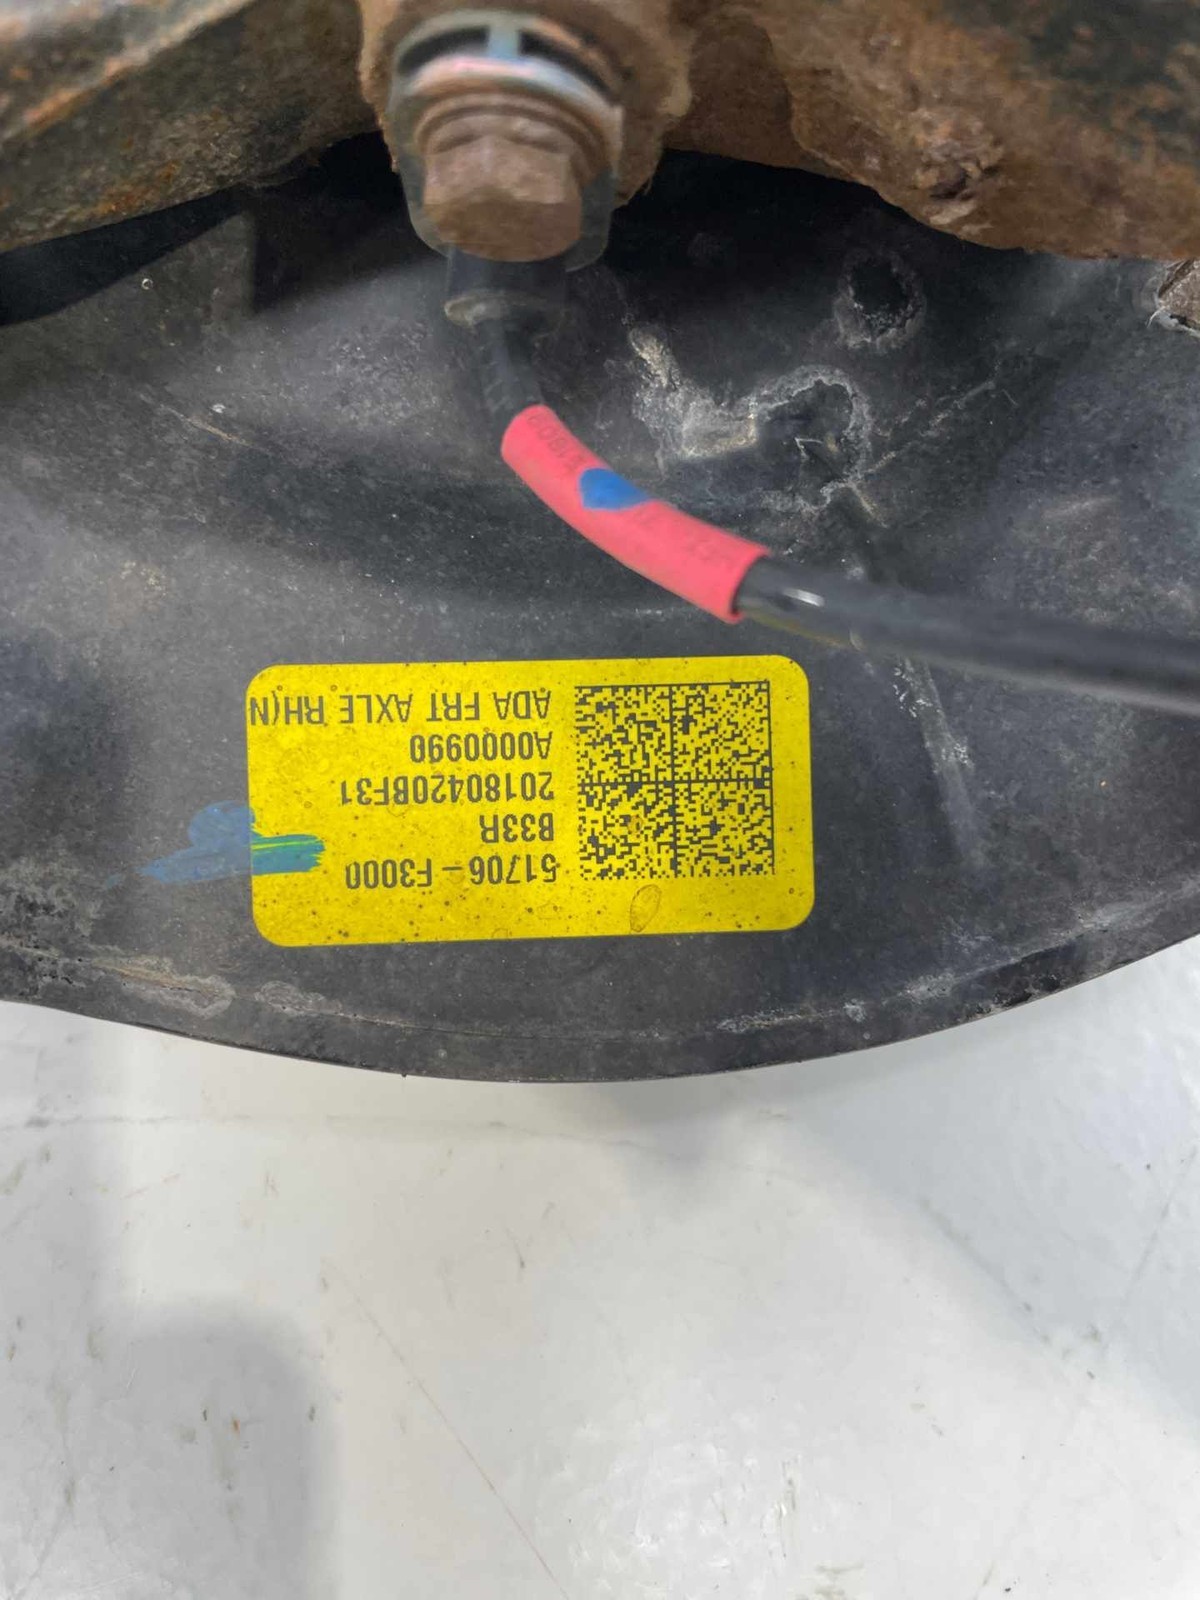 51706-F3000
B33R
20180420BF31
A0000990
ADA FRT AXLE RH(N